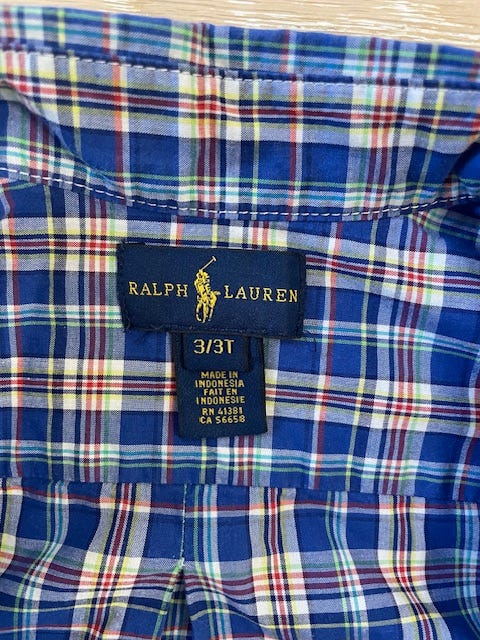 RALPH LAUREN
3/3T
MADE IN
INDONESIA
FAIT EN
INDONESIE
RN 41381
CA 56658